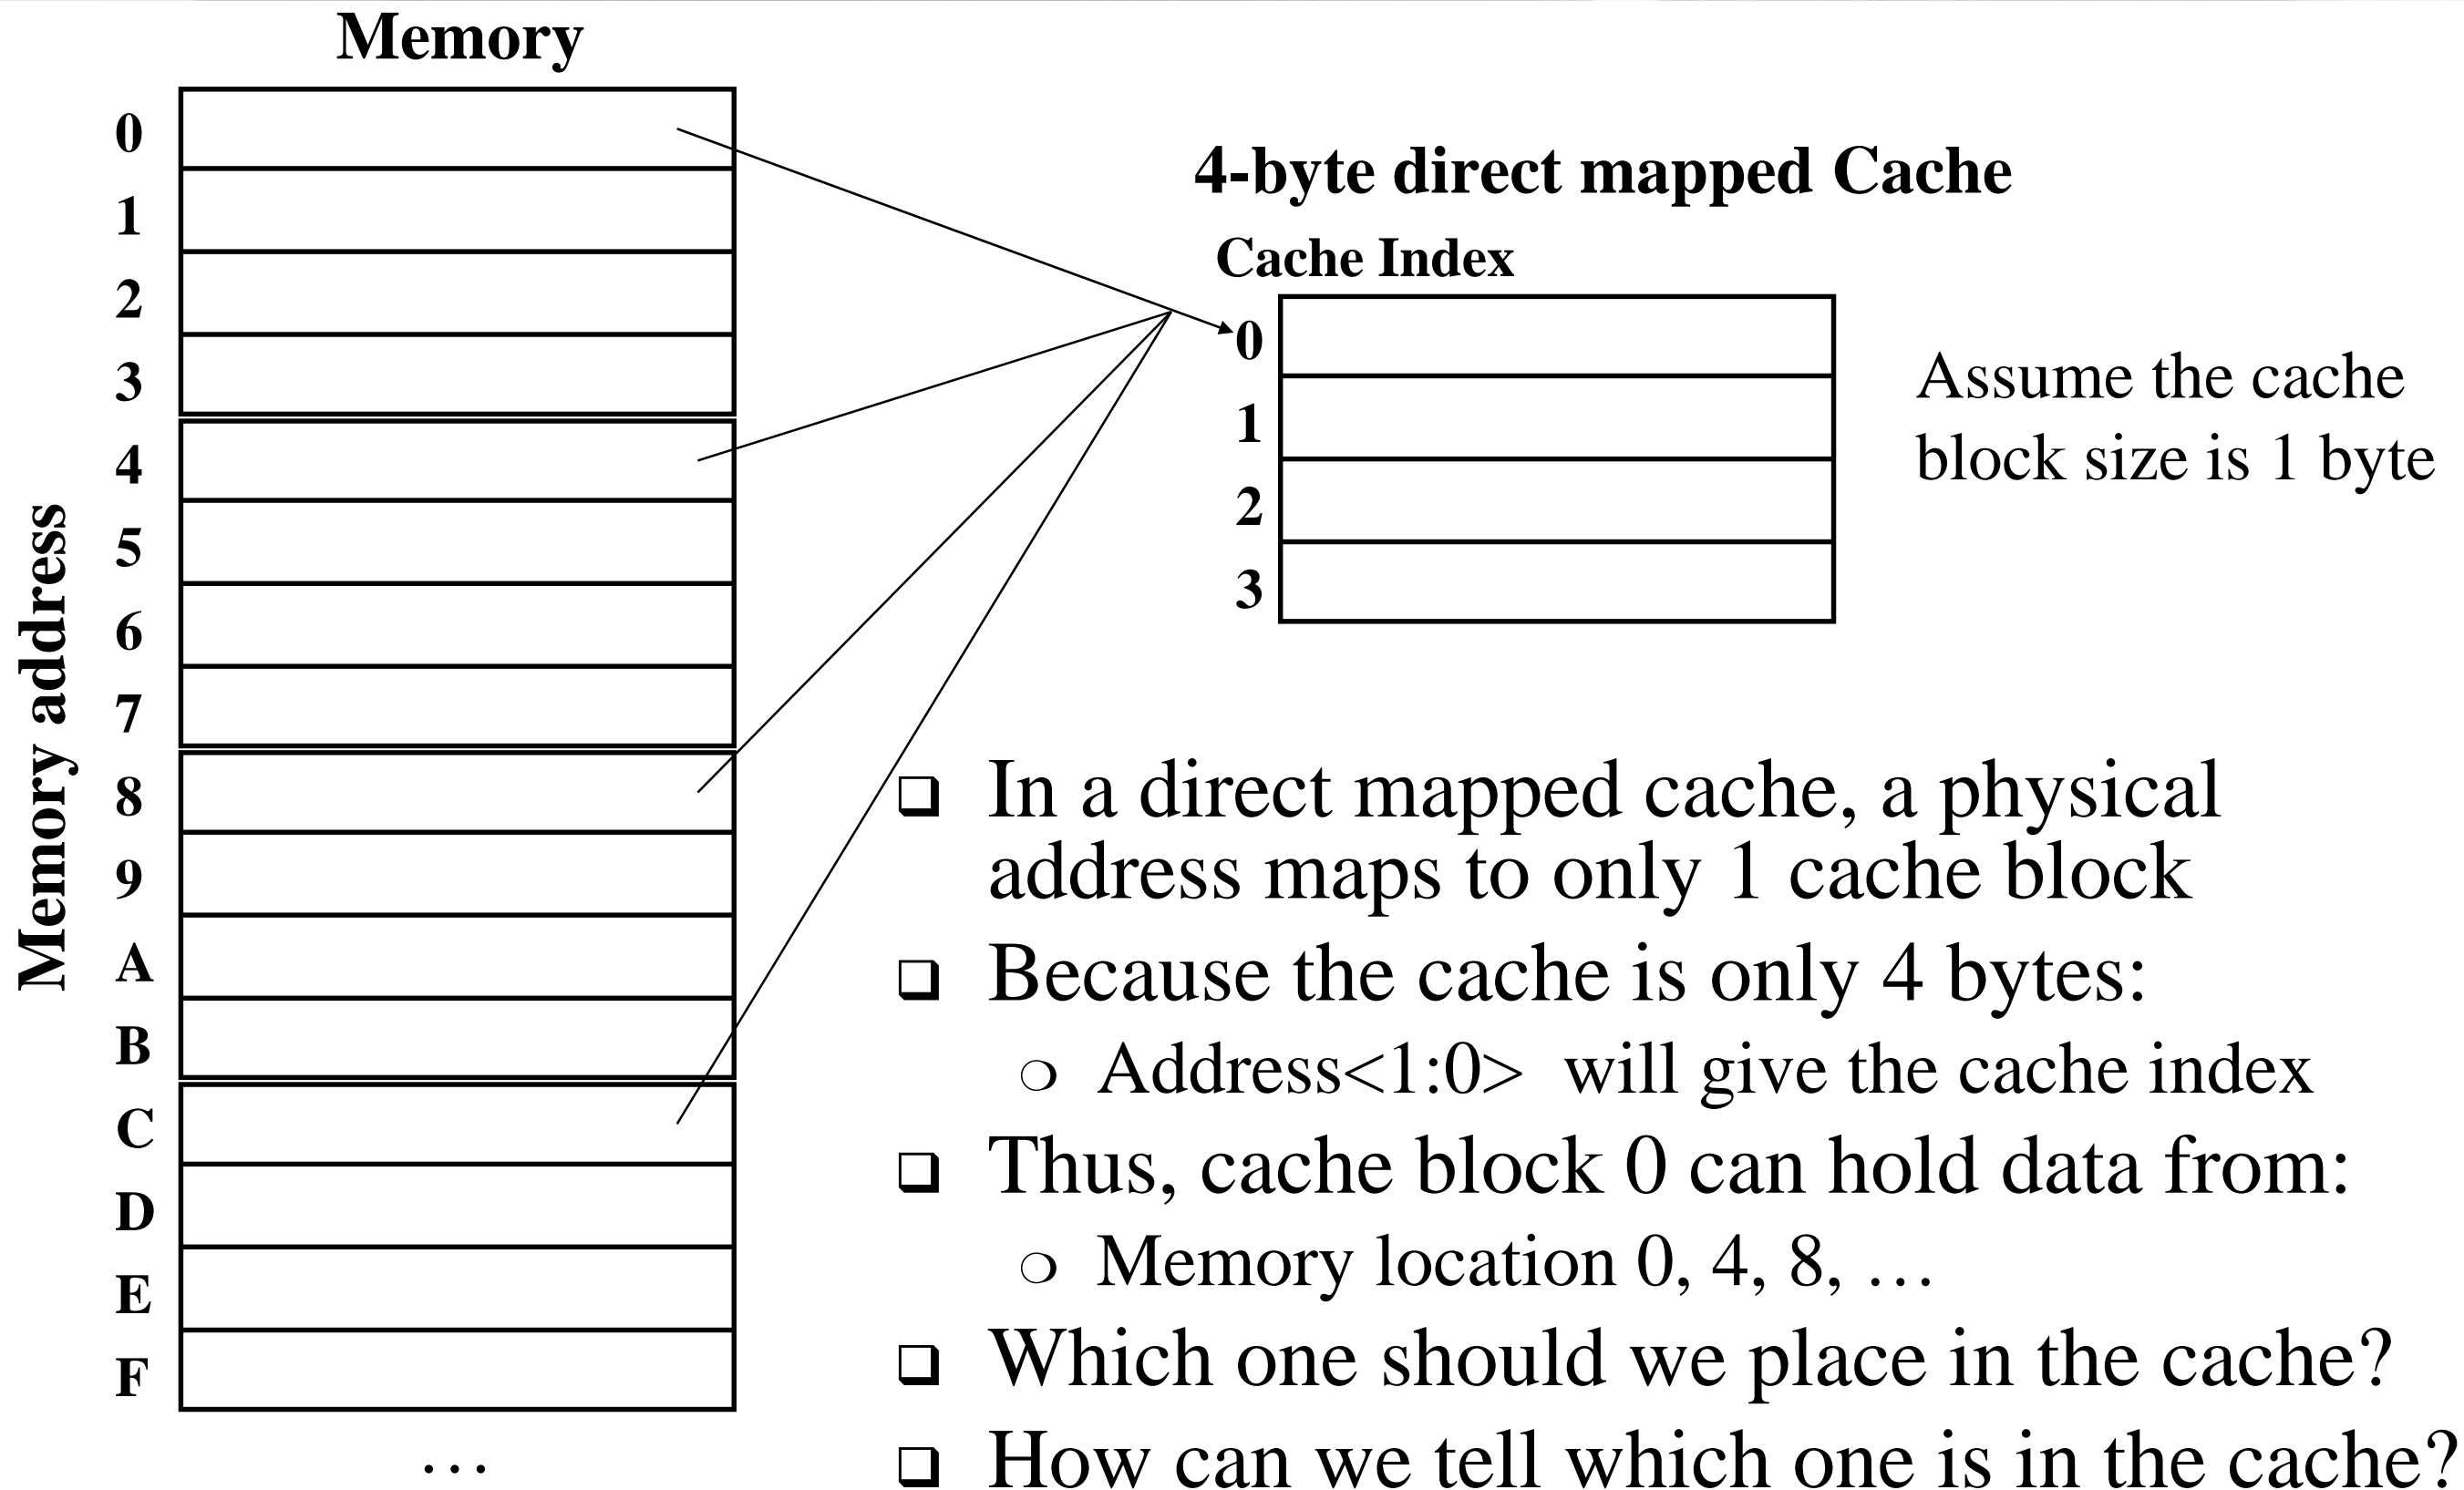 Memory
Memory address
0
1
2
3
4
5
6
7
8
9
A
B
C
D
E
F
…
4-byte direct mapped Cache
Cache Index
0
1
2
3
Assume the cache
block size is 1 byte
❑ In a direct mapped cache, a physical
address maps to only 1 cache block
❑ Because the cache is only 4 bytes:
❍ Address<1:0> will give the cache index
❑ Thus, cache block 0 can hold data from:
❍ Memory location 0, 4, 8, …
❑ Which one should we place in the cache?
❑ How can we tell which one is in the cache?